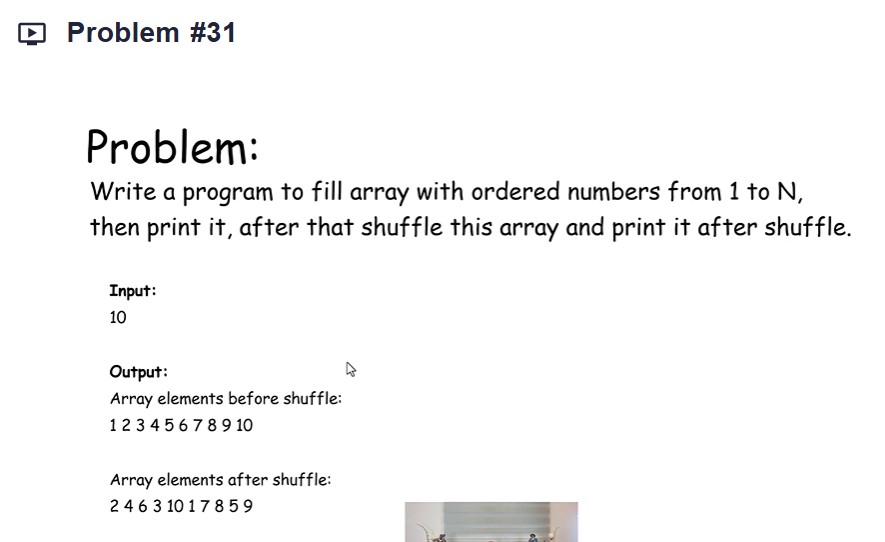 Problem #31
Problem:
Write a program to fill array with ordered numbers from 1 to N,
then print it, after that shuffle this array and print it after shuffle.
Input:
10
Output:
Array elements before shuffle:
1 2 3 4 5 6 7 8 9 10
Array elements after shuffle:
2 4 6 3 10 1 7 8 5 9